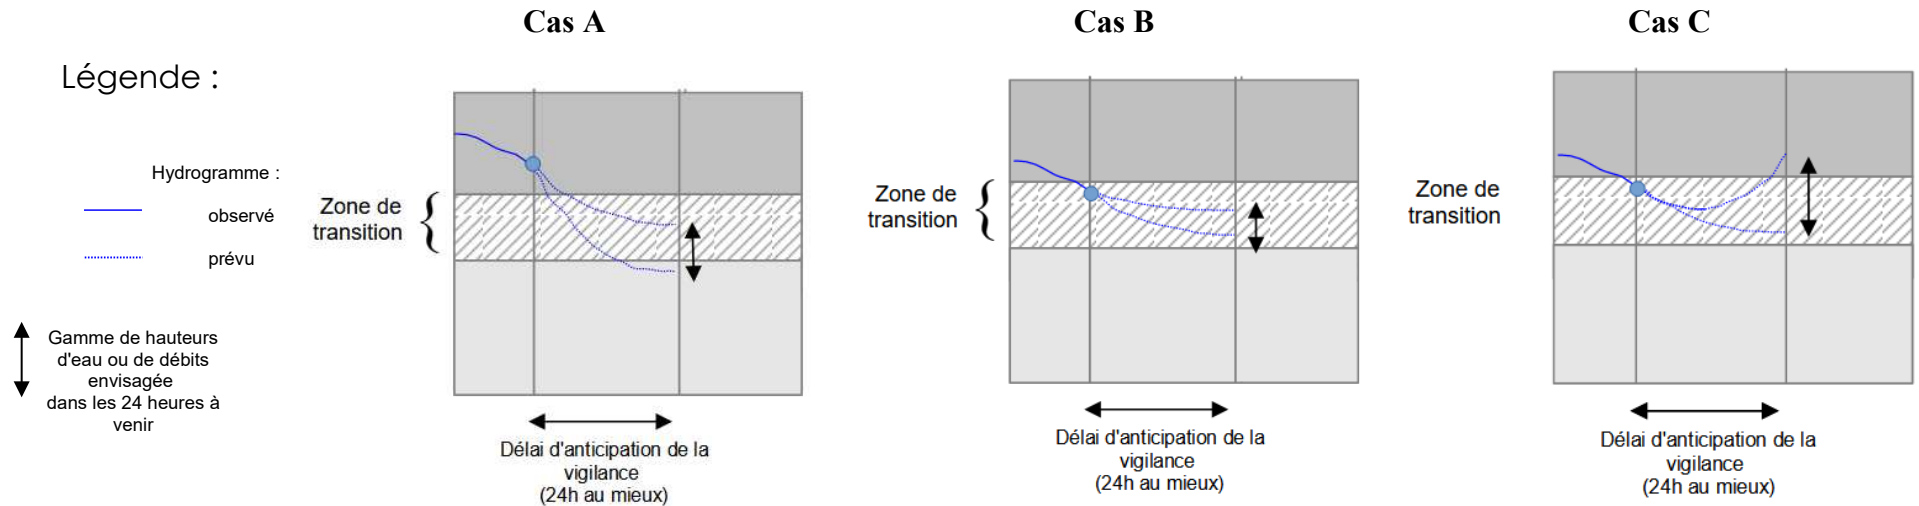 Cas A
Cas B
Cas C
Légende :
Hydrogramme :
observé
prévu
Gamme de hauteurs
d'eau ou de débits
envisagée
dans les 24 heures à
venir
Zone de
transition
Délai d'anticipation de la
vigilance
(24h au mieux)
Zone de
transition
Délai d'anticipation de la
vigilance
(24h au mieux)
Zone de
transition
Délai d'anticipation de la
vigilance
(24h au mieux)